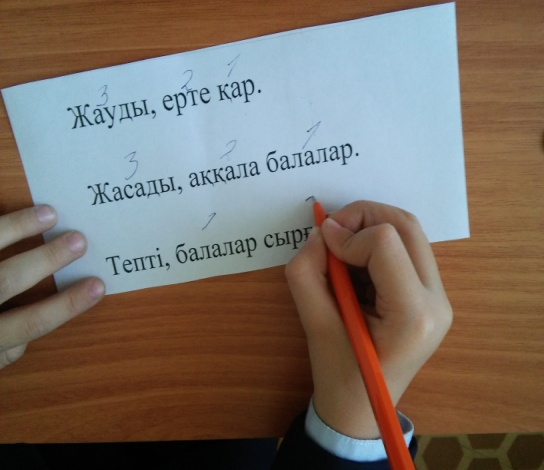 3 2 1
Жауды, ерте қар.
3 2 1
Жасады, аққала балалар.
1
Тепті, балалар